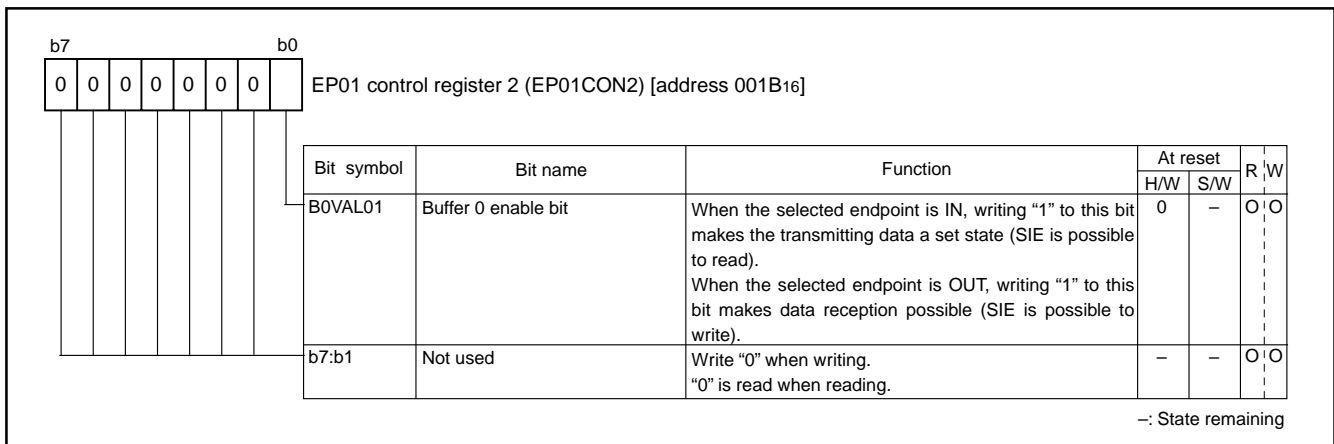 b7 b0
0 0 0 0 0 0 0
EP01 control register 2 (EP01CON2) [address 001B16]
Bit symbol Bit name Function At reset R W
H/W S/W
B0VAL01 Buffer 0 enable bit When the selected endpoint is IN, writing “1” to this bit 0 – O O
makes the transmitting data a set state (SIE is possible
to read).
When the selected endpoint is OUT, writing “1” to this
bit makes data reception possible (SIE is possible to
write).
b7:b1 Not used Write “0” when writing. – – O O
“0” is read when reading.
–: State remaining